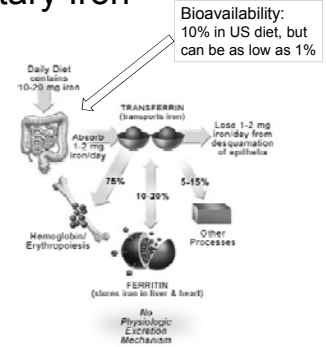 tary Iron
Bioavailability:
10% in US diet, but
can be as low as 1%
Daily Diet
contains
10-20 mg iron
TRANSFERRIN
(transports iron)
Absorb
1-2 mg
iron/day
Lose 1-2 mg
iron/day from
desquamation
of epithelia
75%
10-20%
5-15%
Hemoglobin/
Erythropoiesis
Other
Processes
FERRITIN
(stores iron in liver & heart)
No
Physiologic
Excretion
Mechanism